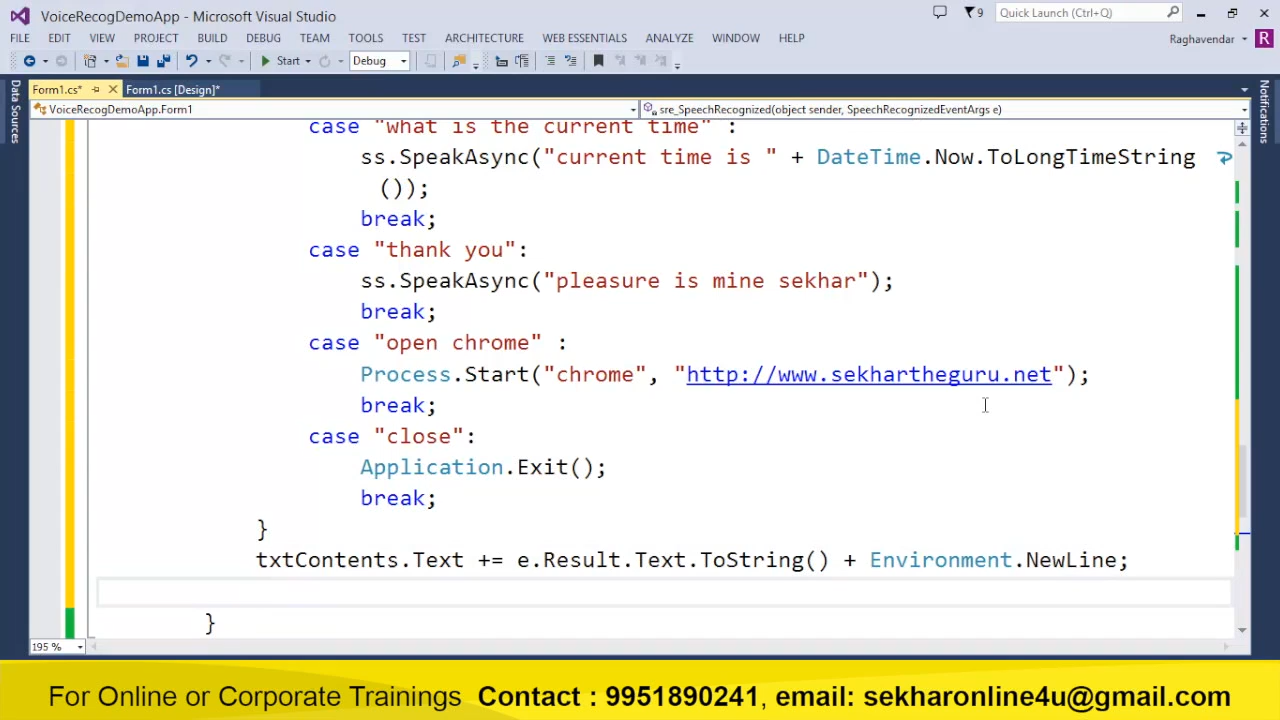 VoiceRecogDemoApp - Microsoft Visual Studio
9
Quick Launch (Ctrl+Q)
FILE EDIT VIEW PROJECT BUILD DEBUG TEAM TOOLS TEST ARCHITECTURE WEB ESSENTIALS ANALYZE WINDOW HELP
Raghavendar R
Start Debug
Data Sources
Form1.cs* Form1.cs [Design]*
Notifications
VoiceRecogDemoApp.Form1 sre_SpeechRecognized(object sender, SpeechRecognizedEventArgs e)
case "what is the current time" :
ss.SpeakAsync("current time is " + DateTime.Now.ToLongTimeString
());
break;
case "thank you":
ss.SpeakAsync("pleasure is mine sekhar");
break;
case "open chrome" :
Process.Start("chrome", "http://www.sekhartheguru.net");
break;
case "close":
Application.Exit();
break;
}
txtContents.Text += e.Result.Text.ToString() + Environment.NewLine;
}
195 %
For Online or Corporate Trainings Contact : 9951890241, email: sekharonline4u@gmail.com